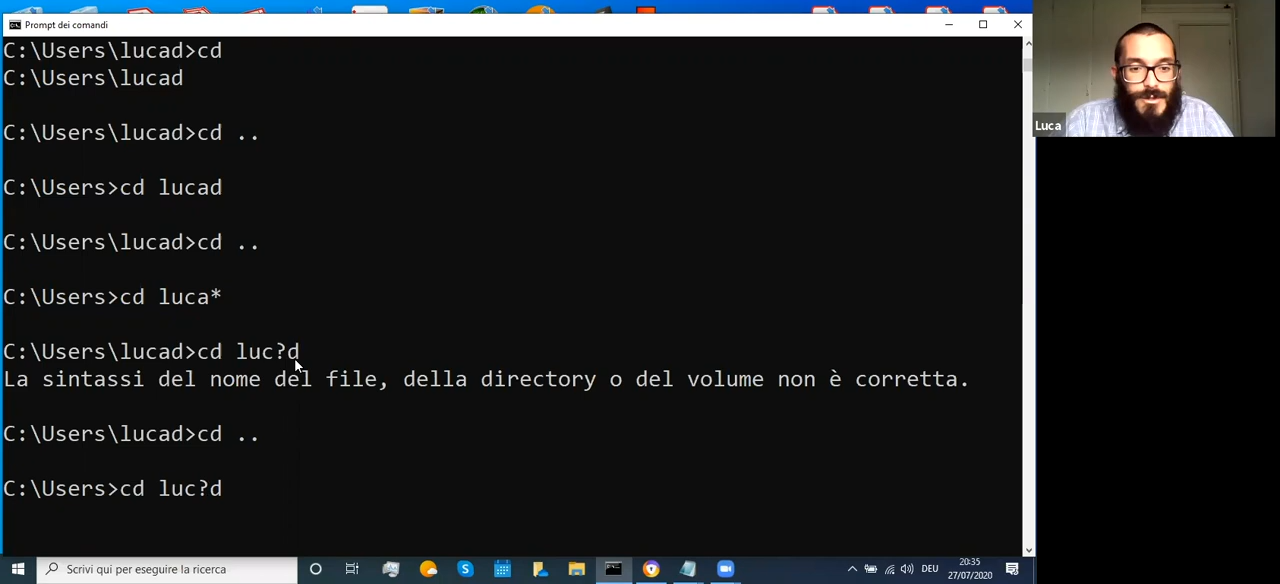 Prompt dei comandi
C:\Users\lucad>cd
C:\Users\lucad
C:\Users\lucad>cd ..
C:\Users>cd lucad
C:\Users\lucad>cd ..
C:\Users>cd luca*
C:\Users\lucad>cd luc?d
La sintassi del nome del file, della directory o del volume non è corretta.
C:\Users\lucad>cd ..
C:\Users>cd luc?d
Luca
Scrivi qui per eseguire la ricerca
DEU
20:35
27/07/2020